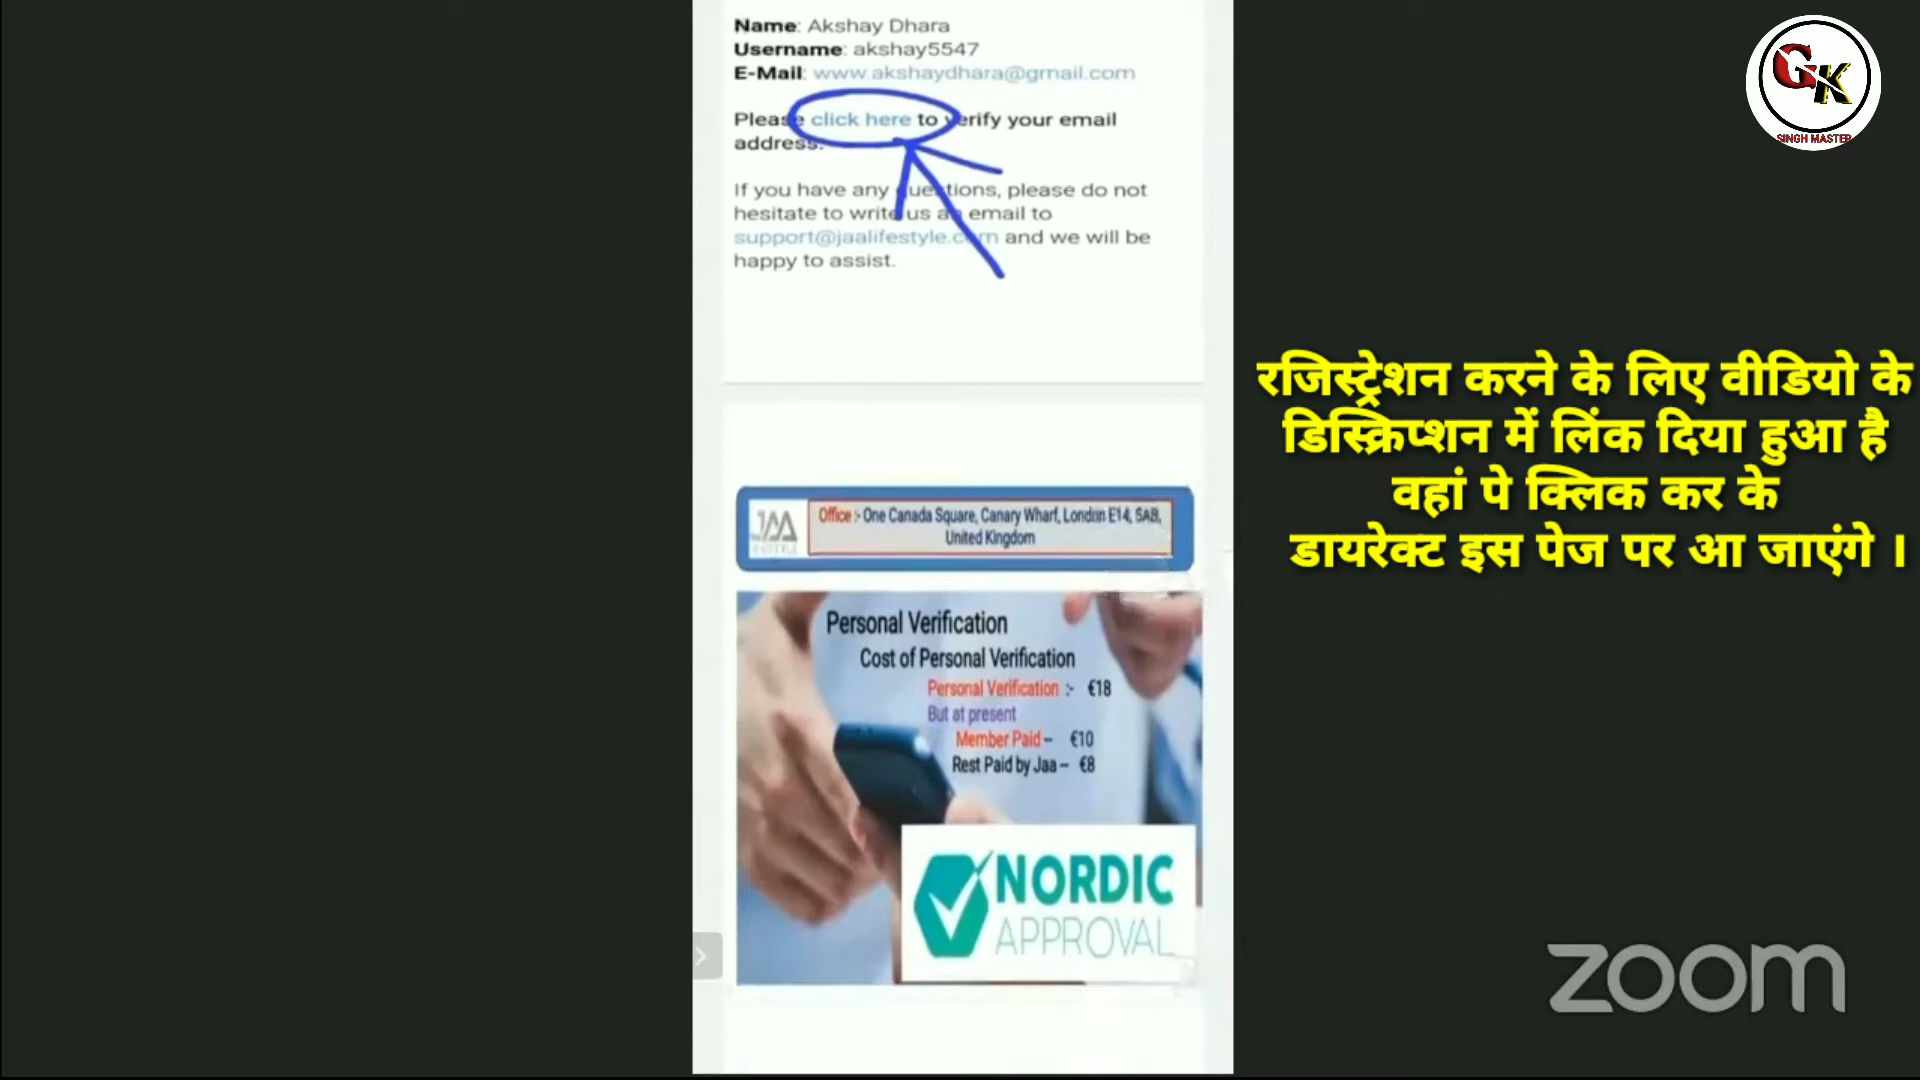 Name: Akshay Dhara
Username: akshay5547
E-Mail: www.akshaydhara@gmail.com
Please click here to verify your email
address.
If you have any questions, please do not
hesitate to write us an email to
support@jaalifestyle.com and we will be
happy to assist.
GK
SINGH MASTER
रजिस्ट्रेशन करने के लिए वीडियो के
डिस्क्रिप्शन में लिंक दिया हुआ है
वहां पे क्लिक कर के
डायरेक्ट इस पेज पर आ जाएंगे ।
JAA
LIFESTYLE
Office :- One Canada Square, Canary Wharf, London E14, 5AB,
United Kingdom
Personal Verification
Cost of Personal Verification
Personal Verification :- €18
But at present
Member Paid – €10
Rest Paid by Jaa – €8
NORDIC
APPROVAL
zoom